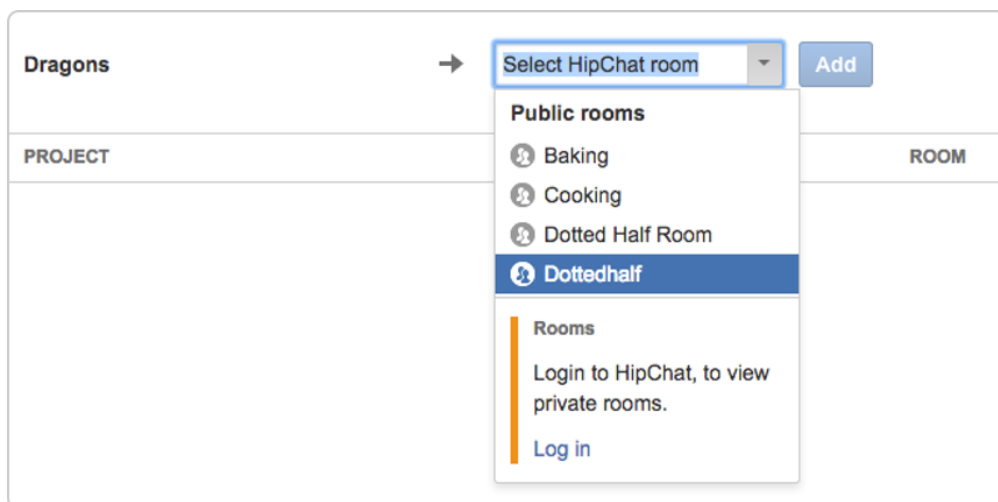 Dragons
Select HipChat room
Add
PROJECT
ROOM
Public rooms
Baking
Cooking
Dotted Half Room
Dottedhalf
Rooms
Login to HipChat, to view
private rooms.
Log in